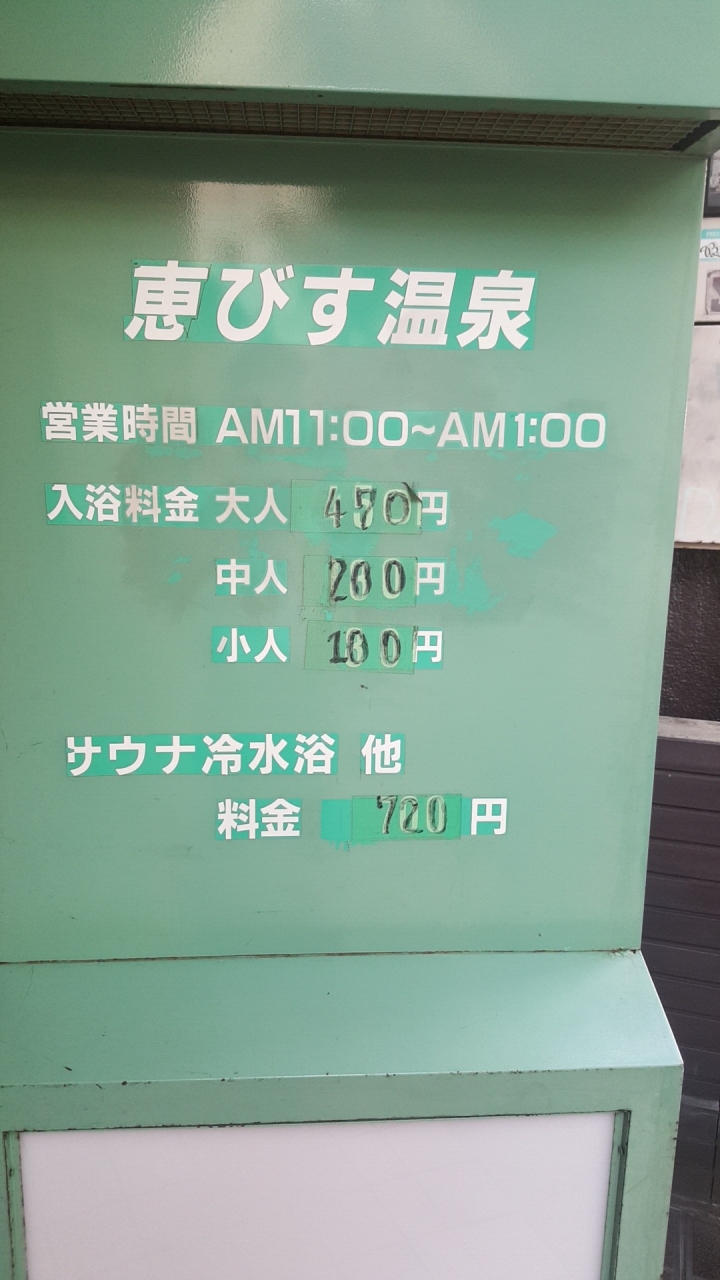 恵びす温泉
営業時間 AM11:00~AM1:00
入浴料金 大人 470円
中人 200円
小人 100円
サウナ冷水浴 他
料金 720円